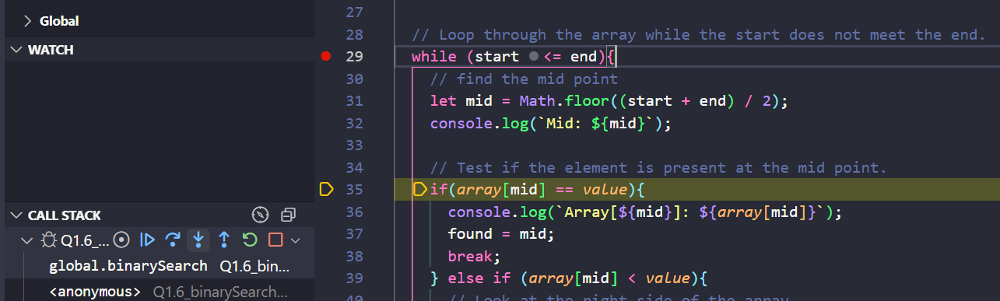 Global
WATCH
CALL STACK
Q1.6_...
global.binarySearch Q1.6_bin...
<anonymous> Q1.6_binarySearch...
27
28 // Loop through the array while the start does not meet the end.
29 while (start <= end){
30 // find the mid point
31 let mid = Math.floor((start + end) / 2);
32 console.log(`Mid: ${mid}`);
33
34 // Test if the element is present at the mid point.
35 if(array[mid] == value){
36 console.log(`Array[${mid}]: ${array[mid]}`);
37 found = mid;
38 break;
39 } else if (array[mid] < value){
40 // Look at the right side of the array